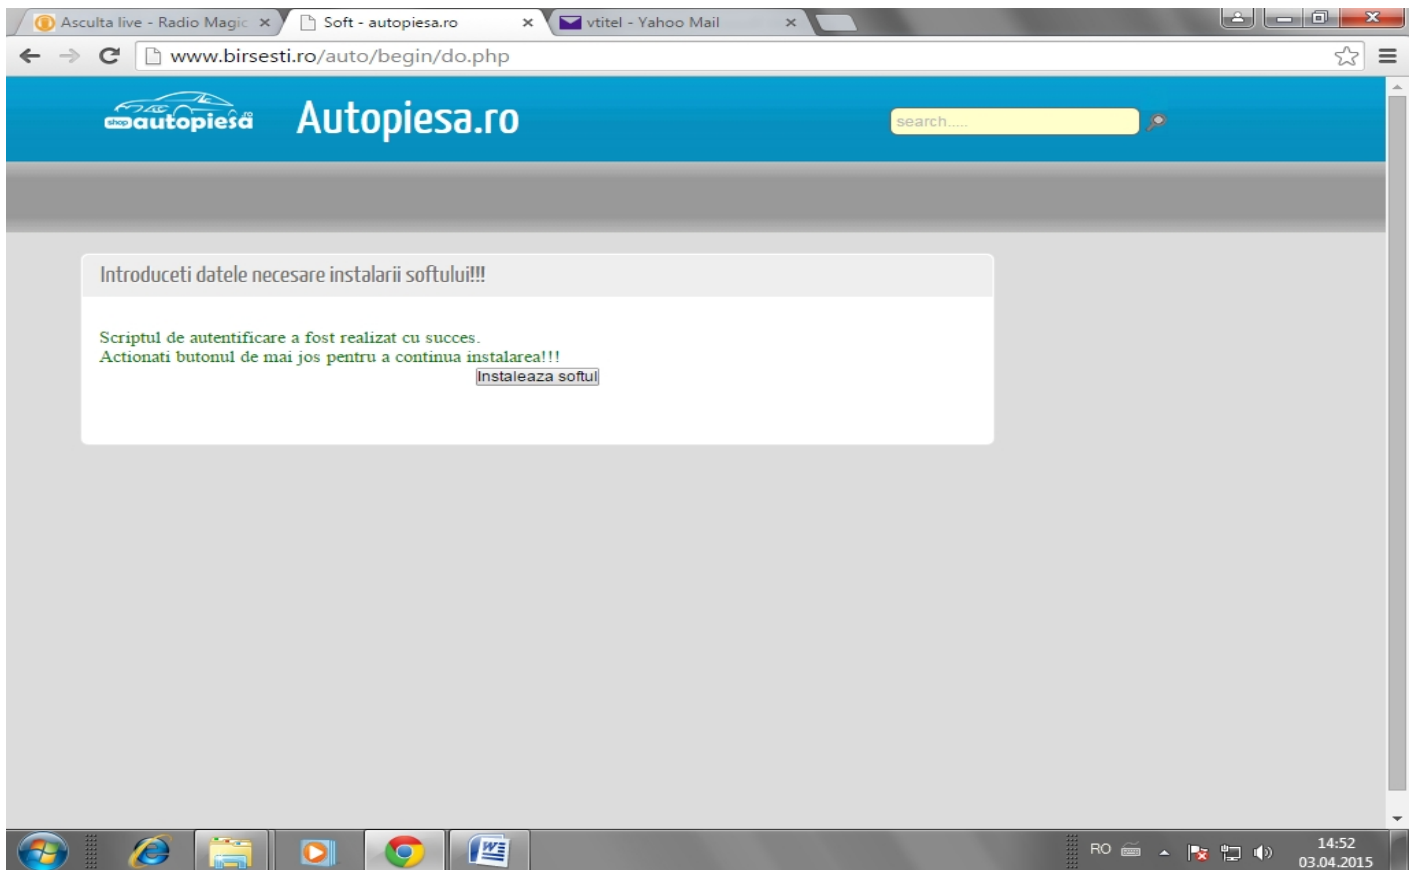 Asculta live - Radio Magic
Soft - autopiesa.ro
vtitel - Yahoo Mail
www.birsesti.ro/auto/begin/do.php
shop autopiesă
Autopiesa.ro
search.....
Introduceti datele necesare instalarii softului!!!
Scriptul de autentificare a fost realizat cu succes.
Actionati butonul de mai jos pentru a continua instalarea!!!
Instaleaza softul
RO
14:52
03.04.2015